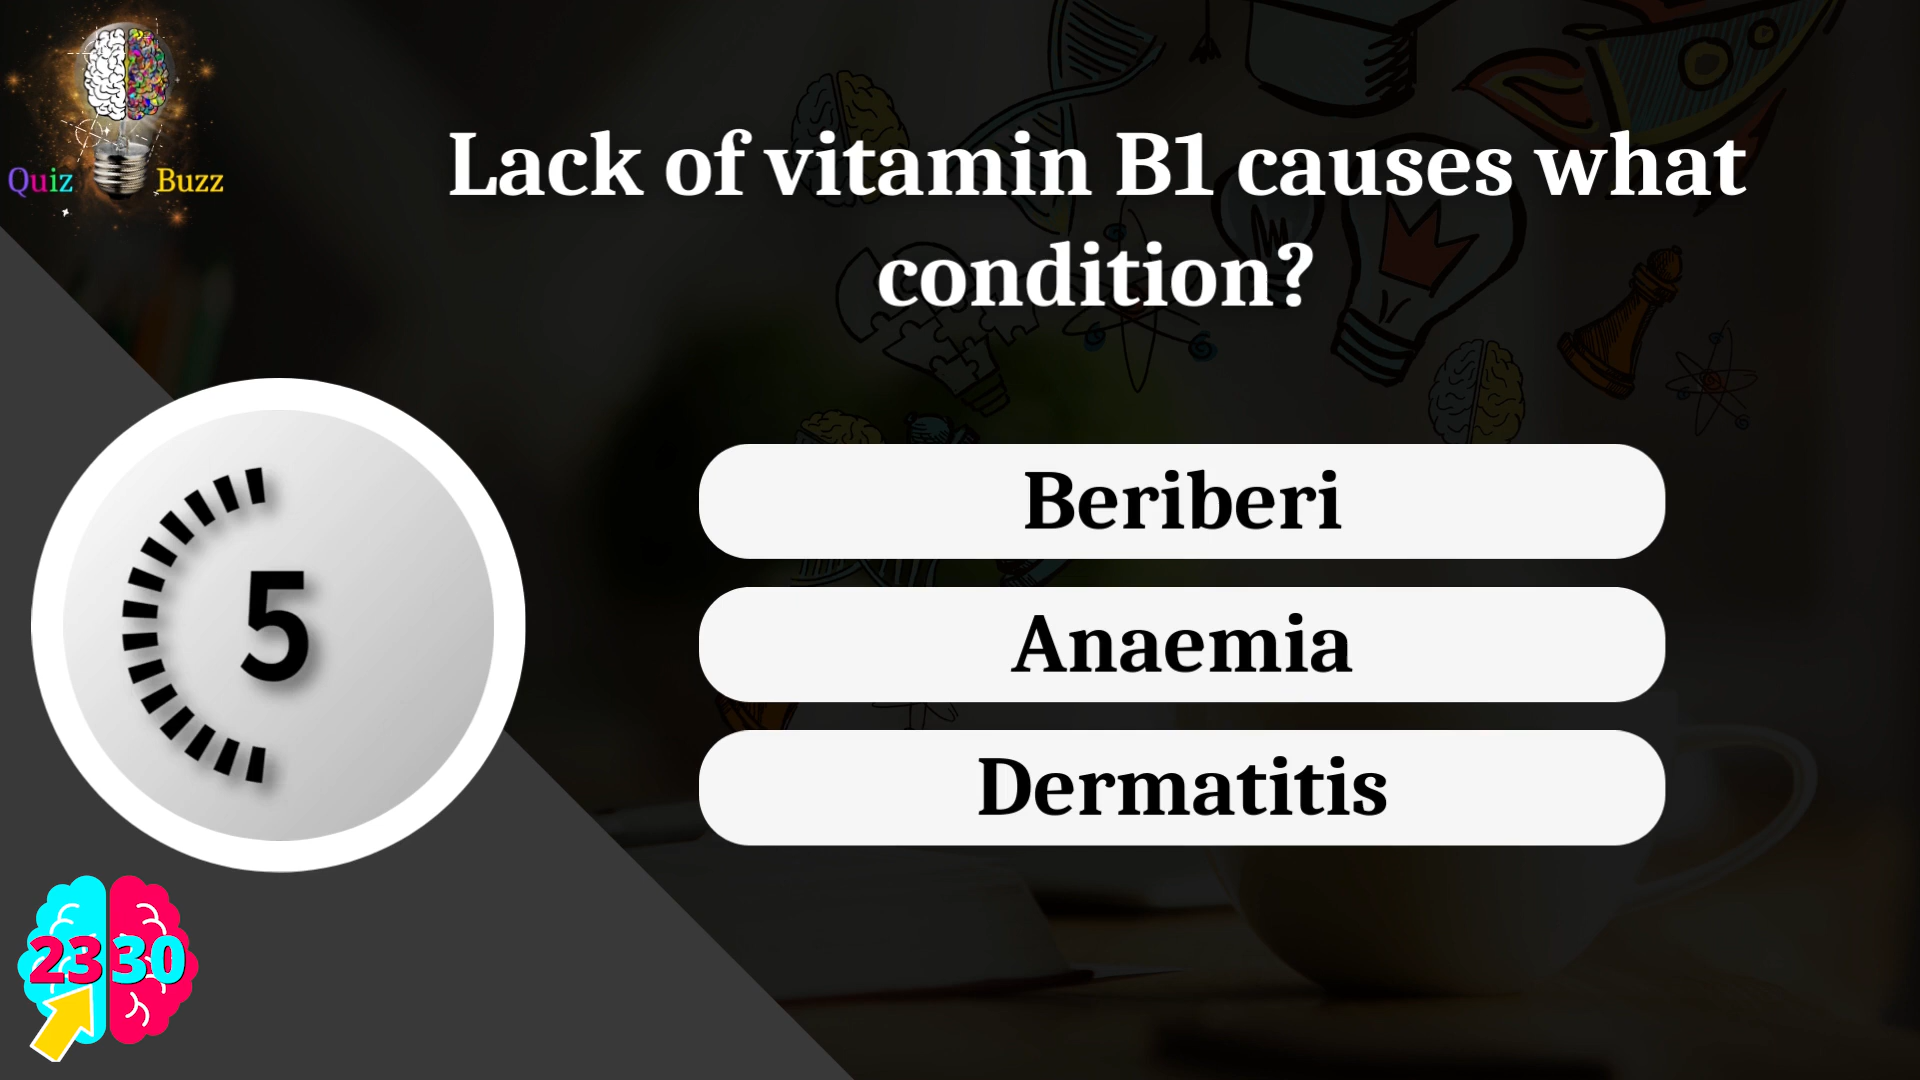 Quiz Buzz
Lack of vitamin B1 causes what
condition?
Beriberi
5
Anaemia
Dermatitis
23 30